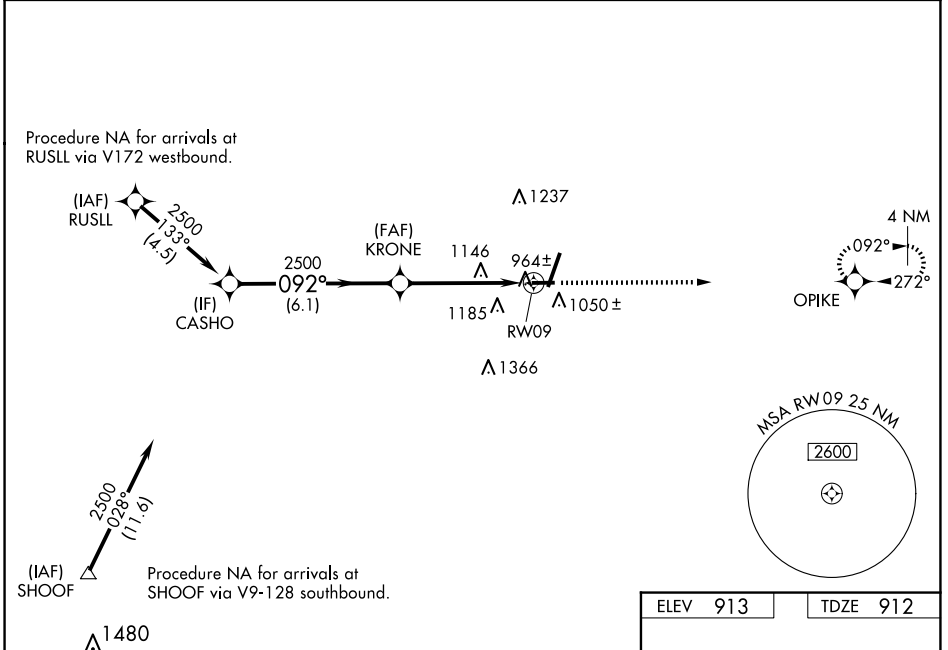 Procedure NA for arrivals at
RUSLL via V172 westbound.
(IAF)
RUSLL
2500
133°
(4.5)
(IF)
CASHO
2500
092°
(6.1)
(FAF)
KRONE
1146
1185
1237
964±
1050±
RW09
1366
4 NM
092°
272°
OPIKE
MSA RW09 25 NM
2600
2500
028°
(11.6)
(IAF)
SHOOF
Procedure NA for arrivals at
SHOOF via V9-128 southbound.
1480
ELEV 913
TDZE 912